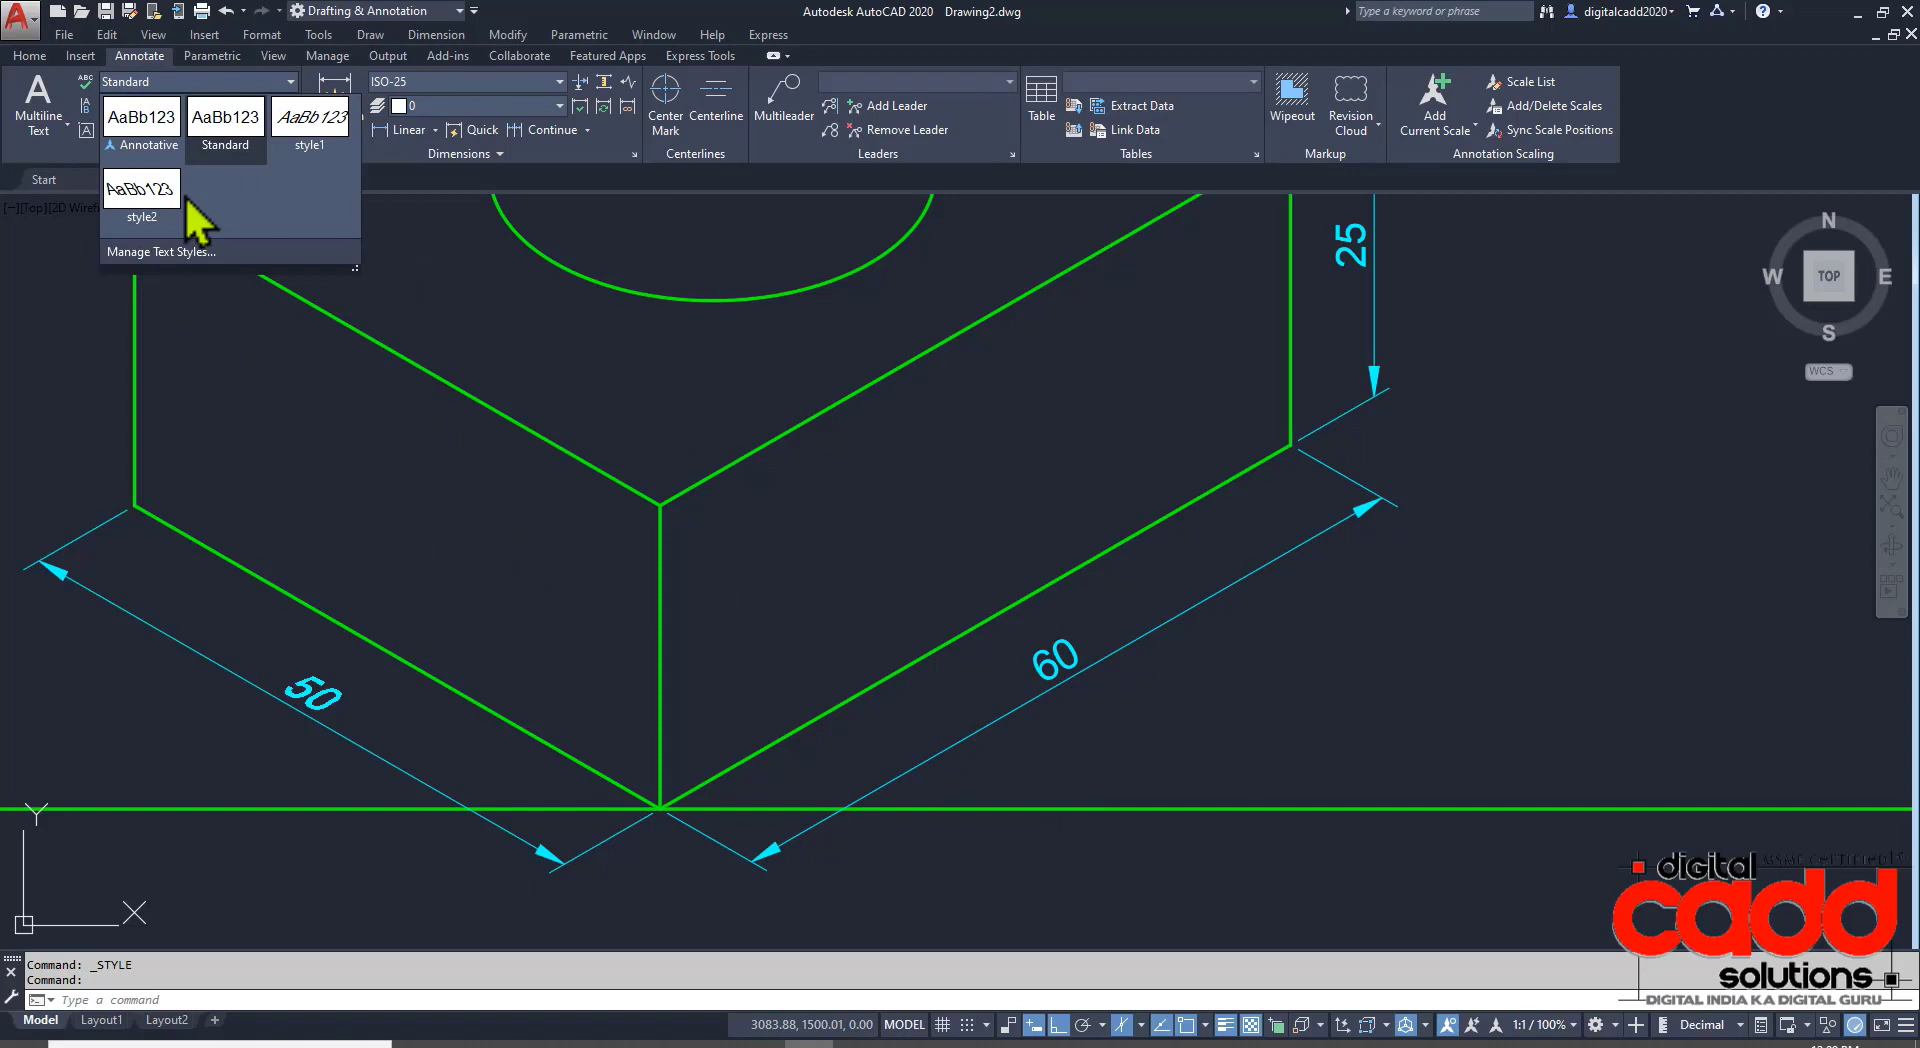 Drafting & Annotation
Autodesk AutoCAD 2020 Drawing2.dwg
Type a keyword or phrase
digitalcadd2020
File Edit View Insert Format Tools Draw Dimension Modify Parametric Window Help Express
Home Insert Annotate Parametric View Manage Output Add-ins Collaborate Featured Apps Express Tools
A
Multiline
Text
ABC
Standard
AaBb123
Annotative
AaBb123
Standard
AaBb123
style1
AaBb123
style2
Manage Text Styles...
ISO-25
0
Linear Quick Continue
Dimensions
Center
Mark
Centerline
Centerlines
Multileader
Add Leader
Remove Leader
Leaders
Table
Extract Data
Link Data
Tables
Wipeout
Revision
Cloud
Markup
Add
Current Scale
Scale List
Add/Delete Scales
Sync Scale Positions
Annotation Scaling
Start
[−][Top][2D Wirefr
25
N
W TOP E
S
WCS
50
60
Y
X
digital
cadd
solutions
DIGITAL INDIA KA DIGITAL GURU
Command: _STYLE
Command:
Type a command
Model Layout1 Layout2 +
3083.88, 1500.01, 0.00 MODEL 1:1 / 100% Decimal